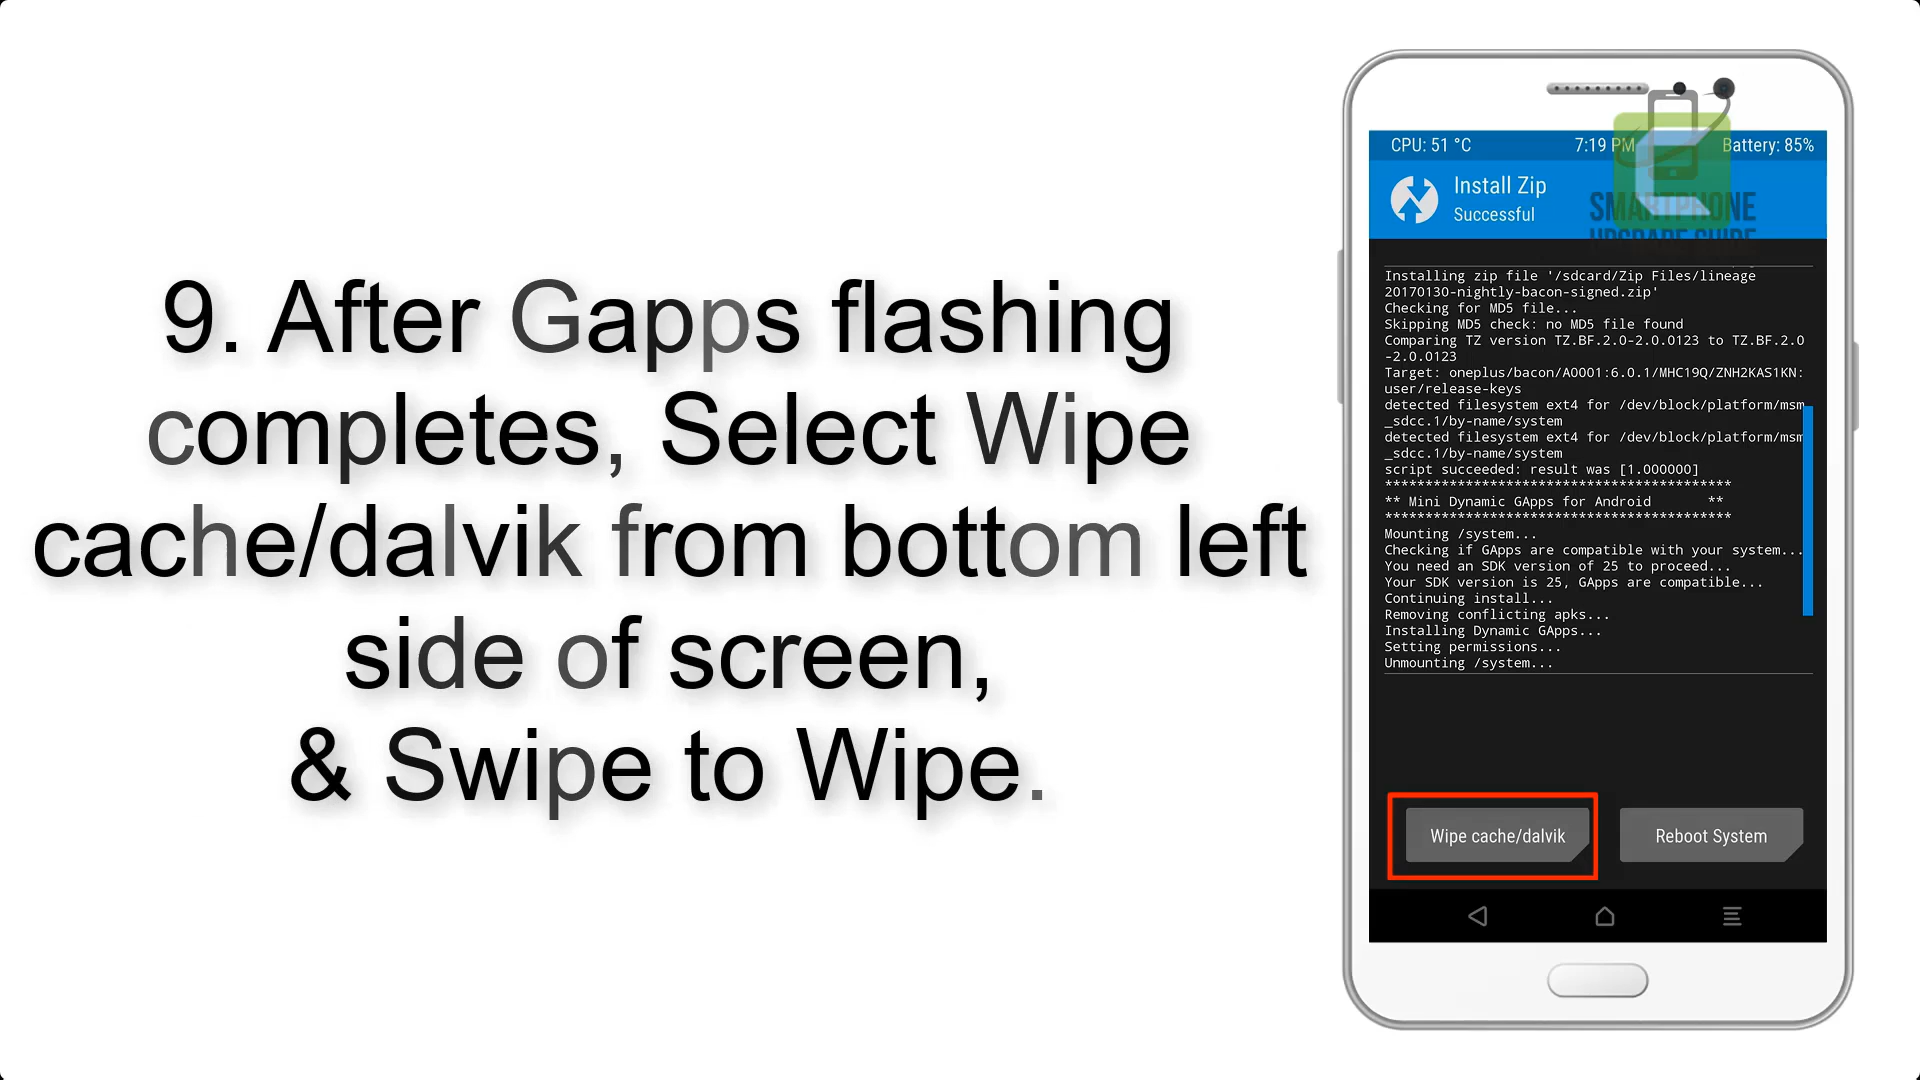 9. After Gapps flashing
completes, Select Wipe
cache/dalvik from bottom left
side of screen,
& Swipe to Wipe.
CPU: 51 °C 7:19 PM Battery: 85%
Install Zip
Successful
SMARTPHONE
UPGRADE GUIDE
Installing zip file '/sdcard/Zip Files/lineage
20170130-nightly-bacon-signed.zip'
Checking for MD5 file...
Skipping MD5 check: no MD5 file found
Comparing TZ version TZ.BF.2.0-2.0.0123 to TZ.BF.2.0
-2.0.0123
Target: oneplus/bacon/A0001:6.0.1/MHC19Q/ZNH2KAS1KN:
user/release-keys
detected filesystem ext4 for /dev/block/platform/msm
_sdcc.1/by-name/system
detected filesystem ext4 for /dev/block/platform/msm
_sdcc.1/by-name/system
script succeeded: result was [1.000000]
******************************************
** Mini Dynamic GApps for Android **
******************************************
Mounting /system...
Checking if GApps are compatible with your system...
You need an SDK version of 25 to proceed...
Your SDK version is 25, GApps are compatible...
Continuing install...
Removing conflicting apks...
Installing Dynamic GApps...
Setting permissions...
Unmounting /system...
Wipe cache/dalvik Reboot System